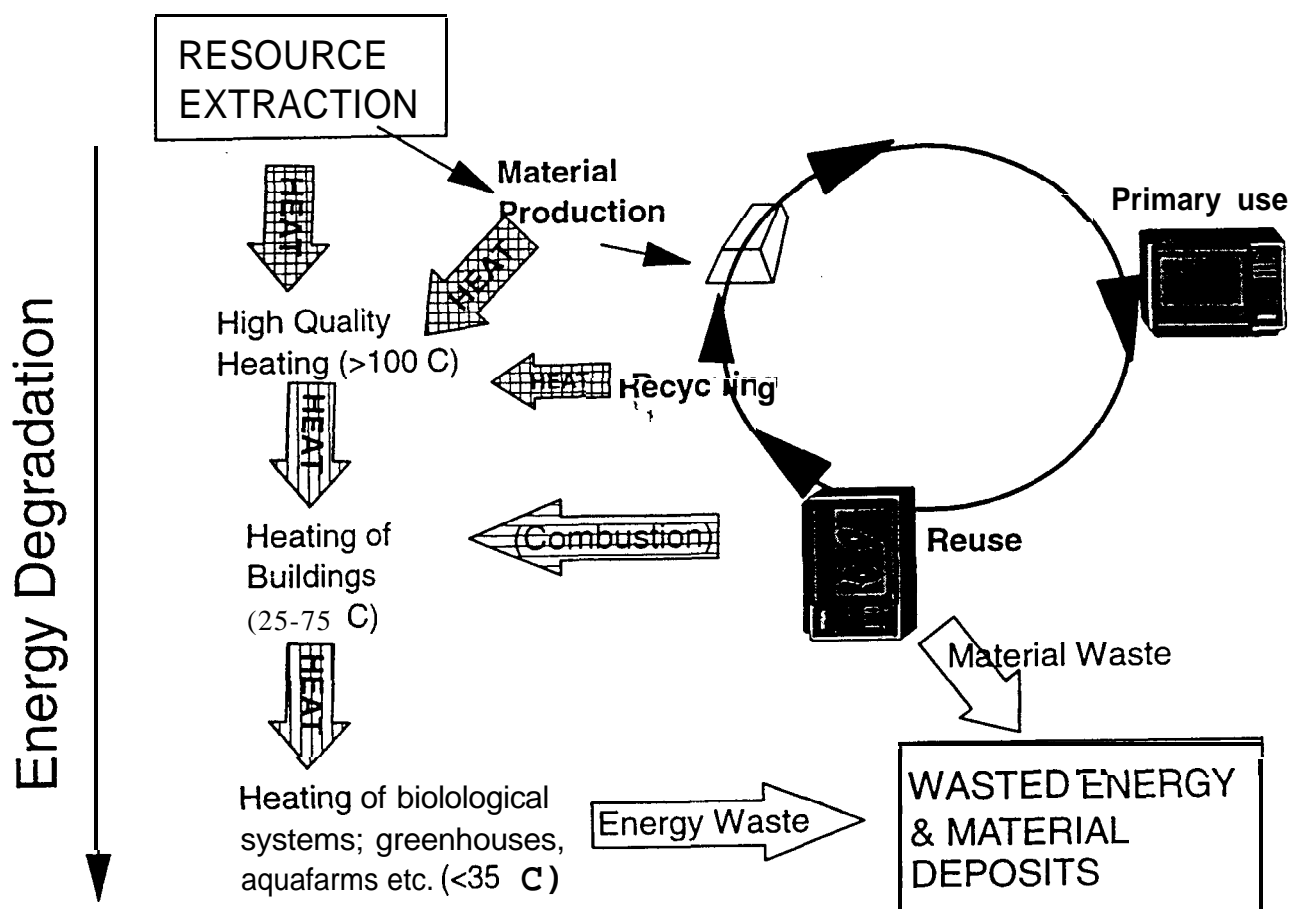 RESOURCE
EXTRACTION
Material
Production
Primary use
HEAT
HEAT
High Quality
Heating (>100 C)
HEAT
Recycling
HEAT
Energy Degradation
Heating of
Buildings
(25-75 C)
(Combustion)
Reuse
HEAT
Material Waste
Heating of biolological
systems; greenhouses,
aquafarms etc. (<35 C)
Energy Waste
WASTED ENERGY
& MATERIAL
DEPOSITS